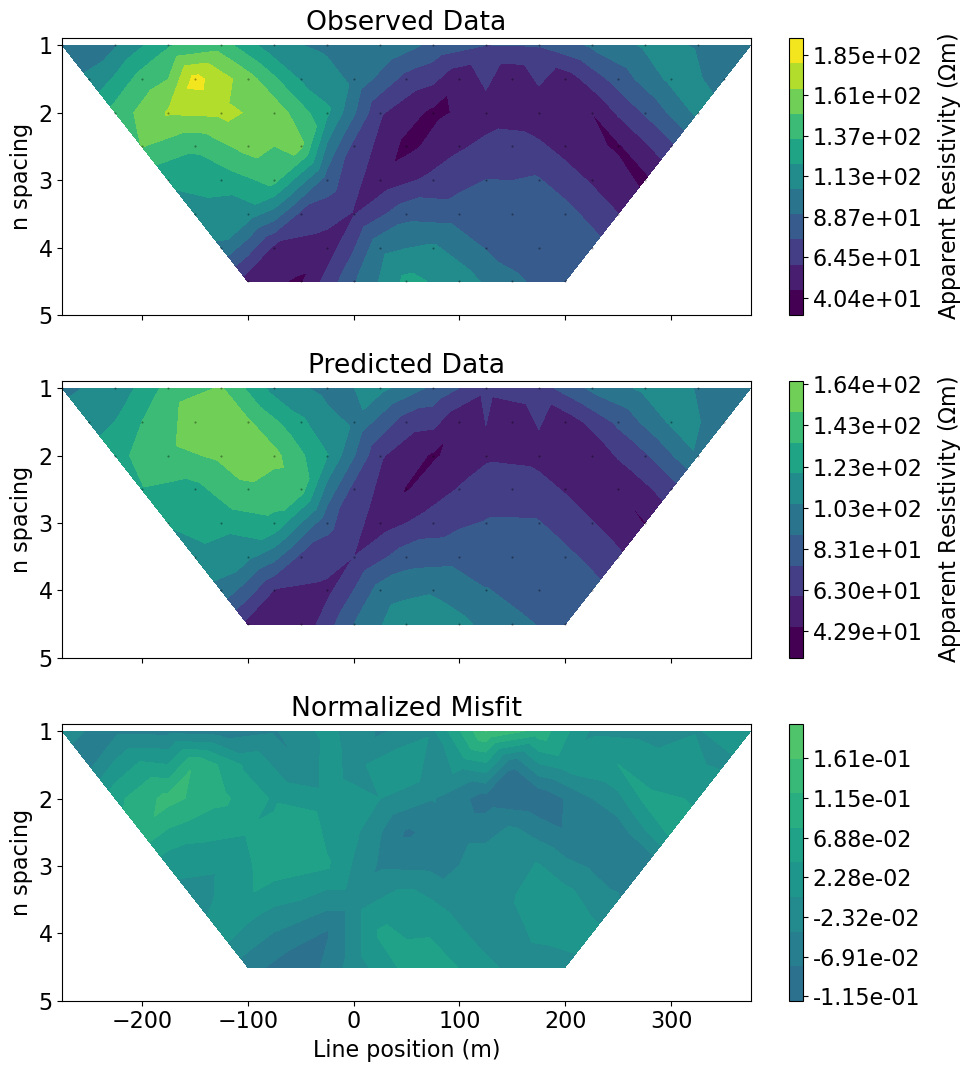 Observed Data
n spacing
1
2
3
4
5
1.85e+02
1.61e+02
1.37e+02
1.13e+02
8.87e+01
6.45e+01
4.04e+01
Apparent Resistivity (Ωm)
Predicted Data
n spacing
1
2
3
4
5
1.64e+02
1.43e+02
1.23e+02
1.03e+02
8.31e+01
6.30e+01
4.29e+01
Apparent Resistivity (Ωm)
Normalized Misfit
n spacing
1
2
3
4
5
−200 −100 0 100 200 300
Line position (m)
1.61e-01
1.15e-01
6.88e-02
2.28e-02
-2.32e-02
-6.91e-02
-1.15e-01